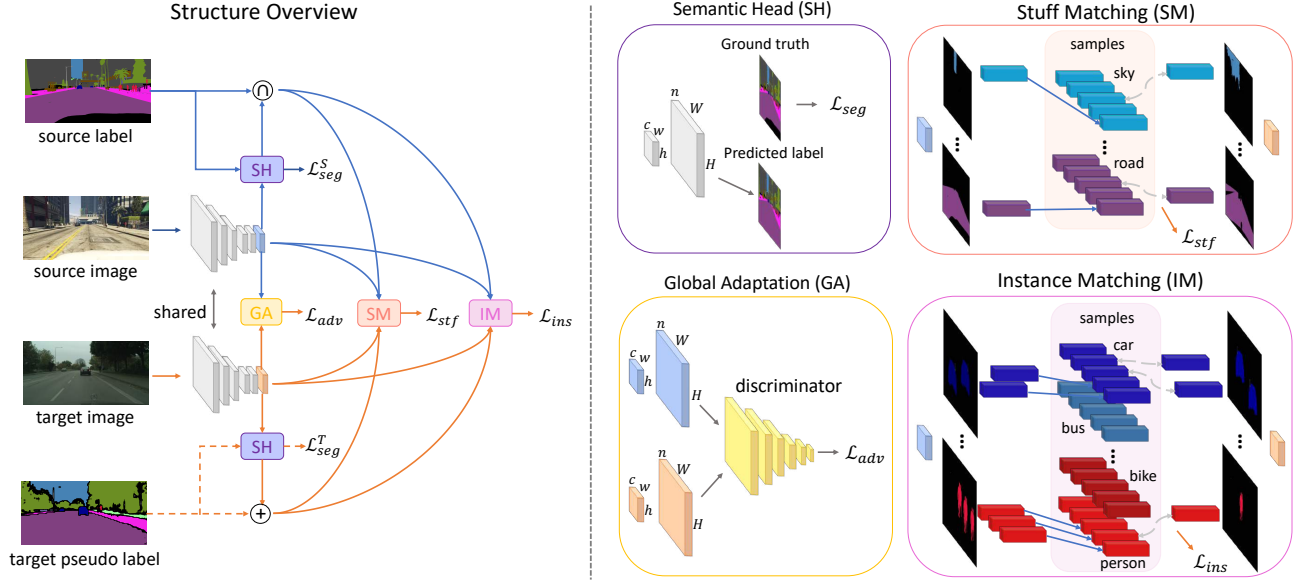 Structure Overview
source label
SH
∩
ℒ_seg^S
source image
shared
GA
ℒ_adv
SM
ℒ_stf
IM
ℒ_ins
target image
SH
ℒ_seg^T
+
target pseudo label
Semantic Head (SH)
Ground truth
n
W
c
w
h
H
ℒ_seg
Predicted label
Stuff Matching (SM)
samples
sky
road
ℒ_stf
Global Adaptation (GA)
n
W
c
w
h
H
discriminator
ℒ_adv
n
W
c
w
h
H
Instance Matching (IM)
samples
car
bus
bike
person
ℒ_ins